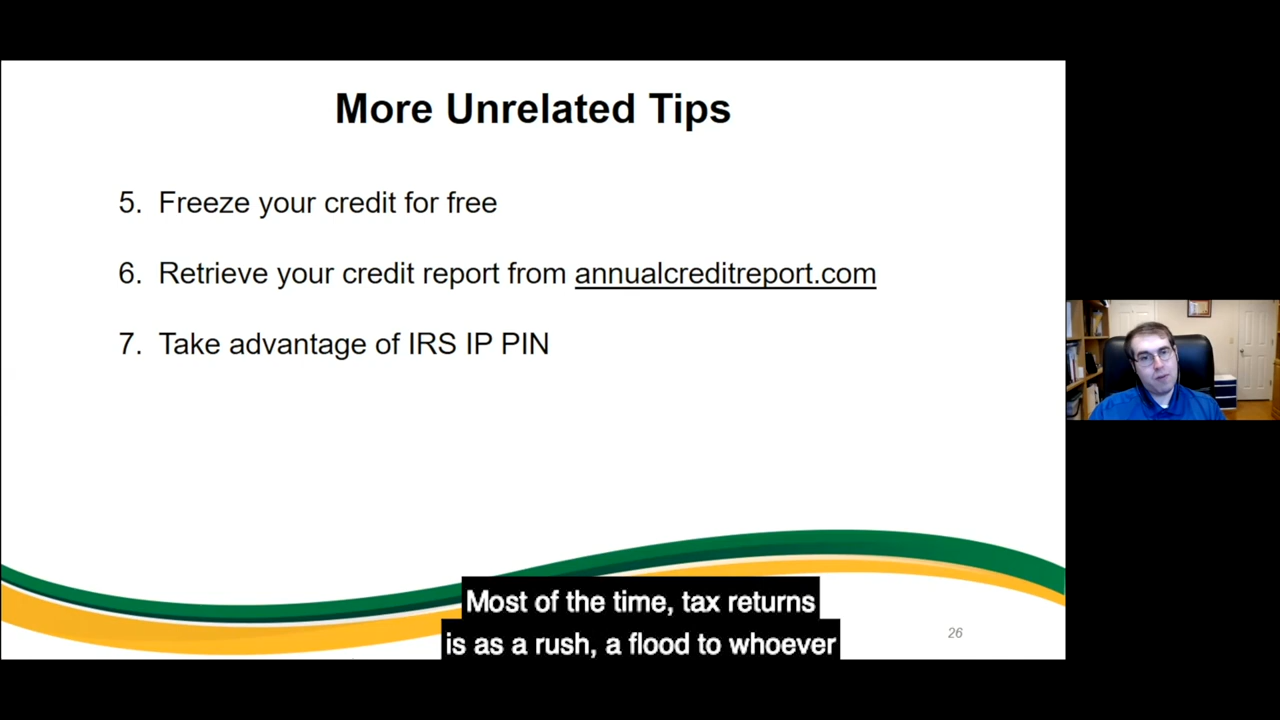 More Unrelated Tips
5. Freeze your credit for free
6. Retrieve your credit report from annualcreditreport.com
7. Take advantage of IRS IP PIN
Most of the time, tax returns
is as a rush, a flood to whoever
26